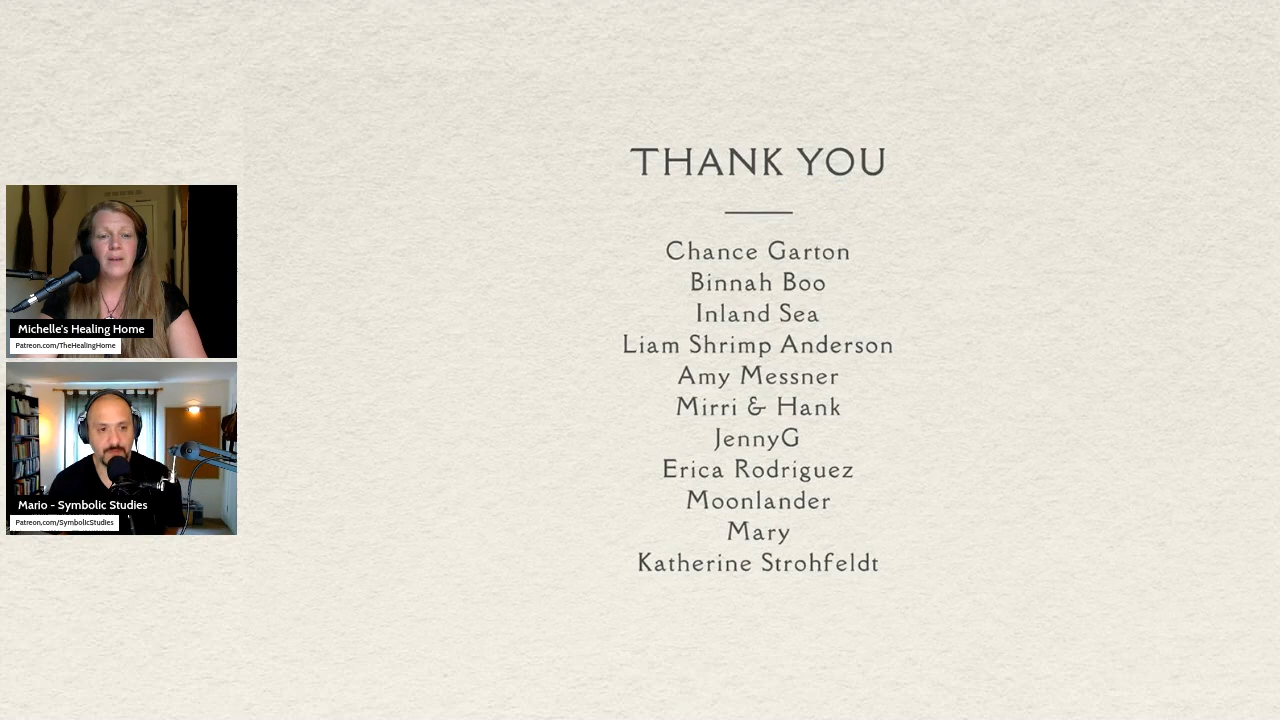 THANK YOU
Chance Garton
Binnah Boo
Inland Sea
Liam Shrimp Anderson
Amy Messner
Mirri & Hank
JennyG
Erica Rodriguez
Moonlander
Mary
Katherine Strohfeldt
Michelle's Healing Home
Patreon.com/TheHealingHome
Mario - Symbolic Studies
Patreon.com/SymbolicStudies